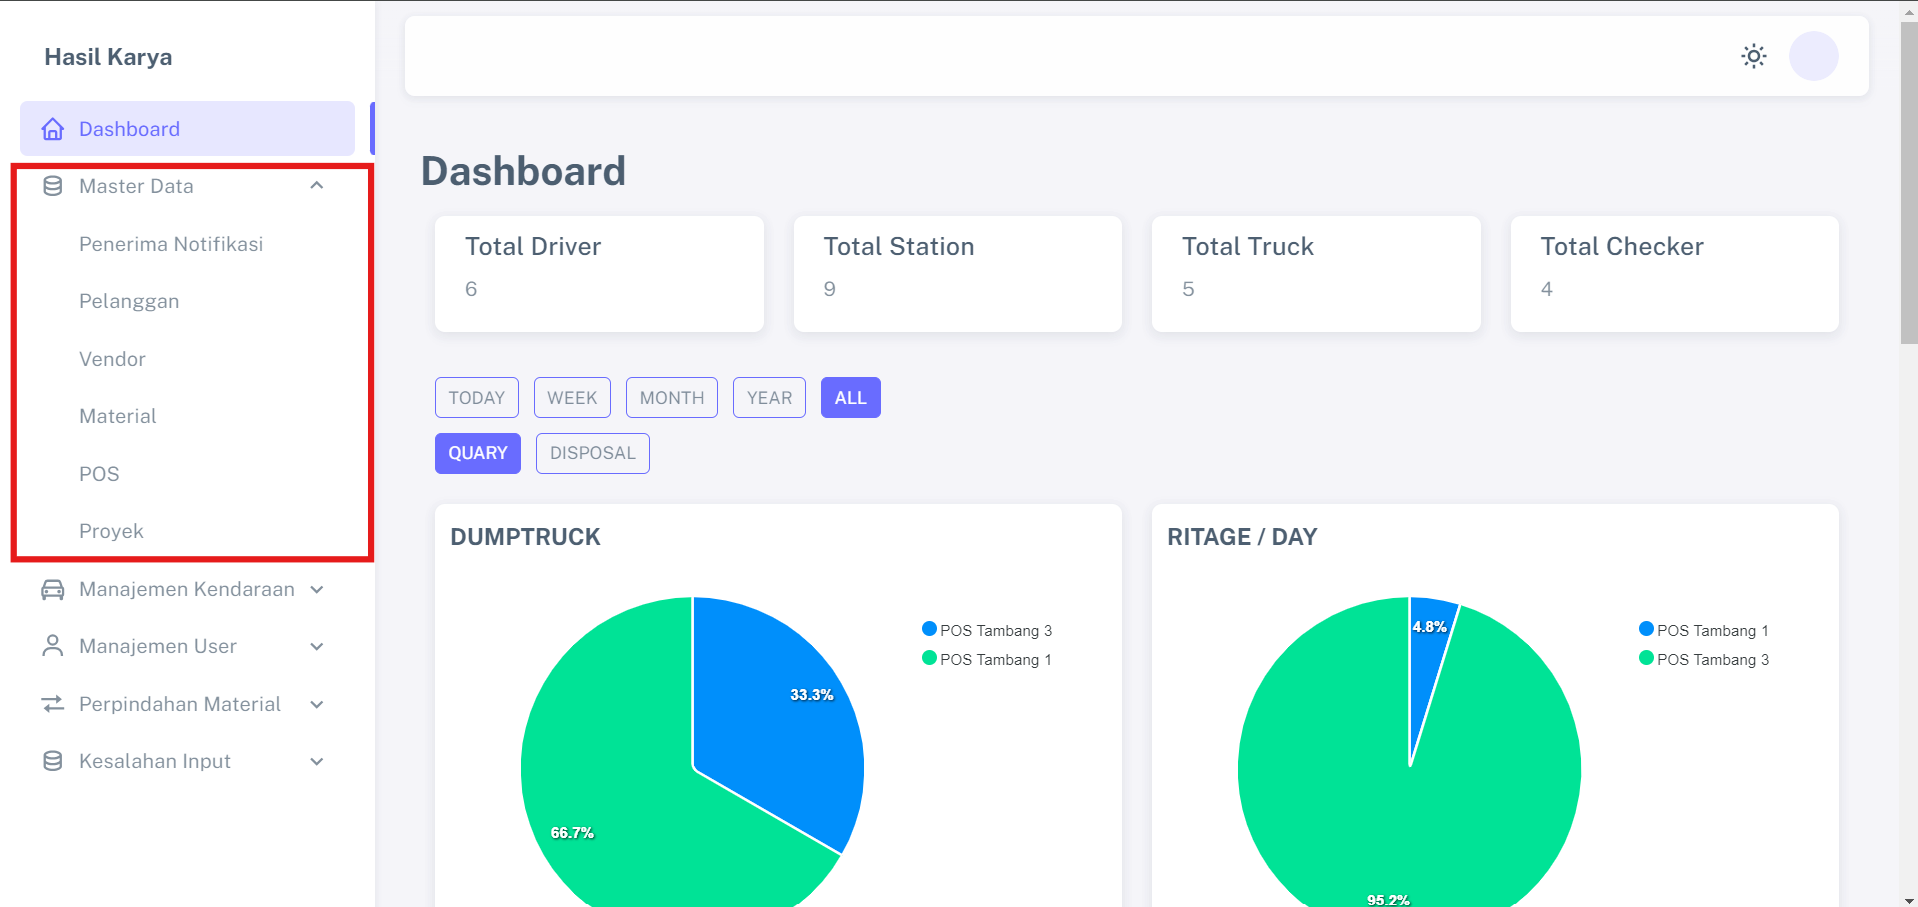 Hasil Karya
Dashboard
Master Data
Penerima Notifikasi
Pelanggan
Vendor
Material
POS
Proyek
Manajemen Kendaraan
Manajemen User
Perpindahan Material
Kesalahan Input
Dashboard
Total Driver
6
Total Station
9
Total Truck
5
Total Checker
4
TODAY WEEK MONTH YEAR ALL
QUARY DISPOSAL
DUMPTRUCK
POS Tambang 3
POS Tambang 1
33.3%
66.7%
RITAGE / DAY
POS Tambang 1
POS Tambang 3
4.8%
95.2%